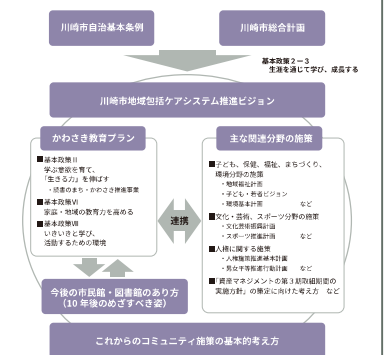 川崎市自治基本条例
川崎市総合計画
基本政策２−３
生涯を通じて学び、成長する
川崎市地域包括ケアシステム推進ビジョン
かわさき教育プラン
■基本政策Ⅱ
学ぶ意欲を育て、
「生きる力」を伸ばす
・読書のまち・かわさき推進事業
■基本政策Ⅵ
家庭・地域の教育力を高める
■基本政策Ⅷ
いきいきと学び、
活動するための環境
連携
主な関連分野の施策
■子ども、保健、福祉、まちづくり、
環境分野の施策
・地域福祉計画
・子ども・若者ビジョン
・環境基本計画 など
■文化・芸術、スポーツ分野の施策
・文化芸術振興計画
・スポーツ推進計画 など
■人権に関する施策
・人権施策推進基本計画
・男女平等推進行動計画 など
■「資産マネジメントの第３期取組期間の
実施方針」の策定に向けた考え方 など
今後の市民館・図書館のあり方
（10 年後のめざすべき姿）
これからのコミュニティ施策の基本的考え方